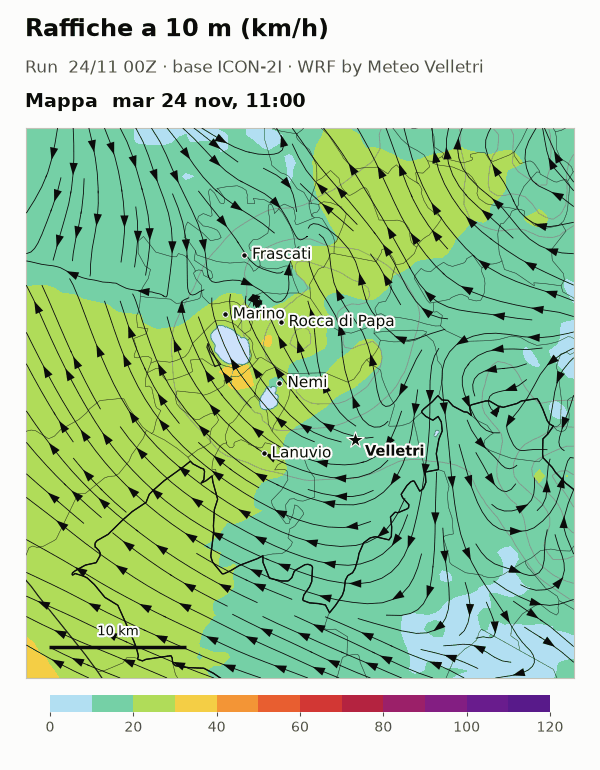 Raffiche a 10 m (km/h)
Run  24/11 00Z · base ICON-2I · WRF by Meteo Velletri
Mappa  mar 24 nov, 11:00
Frascati
Marino
Rocca di Papa
Nemi
Velletri
Lanuvio
10 km
0 20 40 60 80 100 120